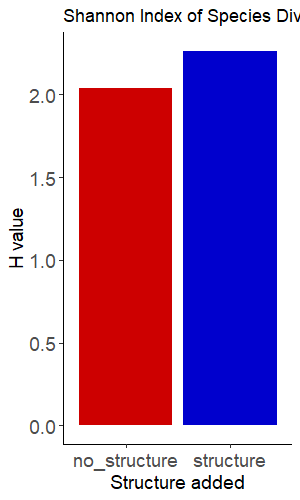 Shannon Index of Species Div
2.0
1.5
1.0
0.5
0.0
H value
no_structure structure
Structure added